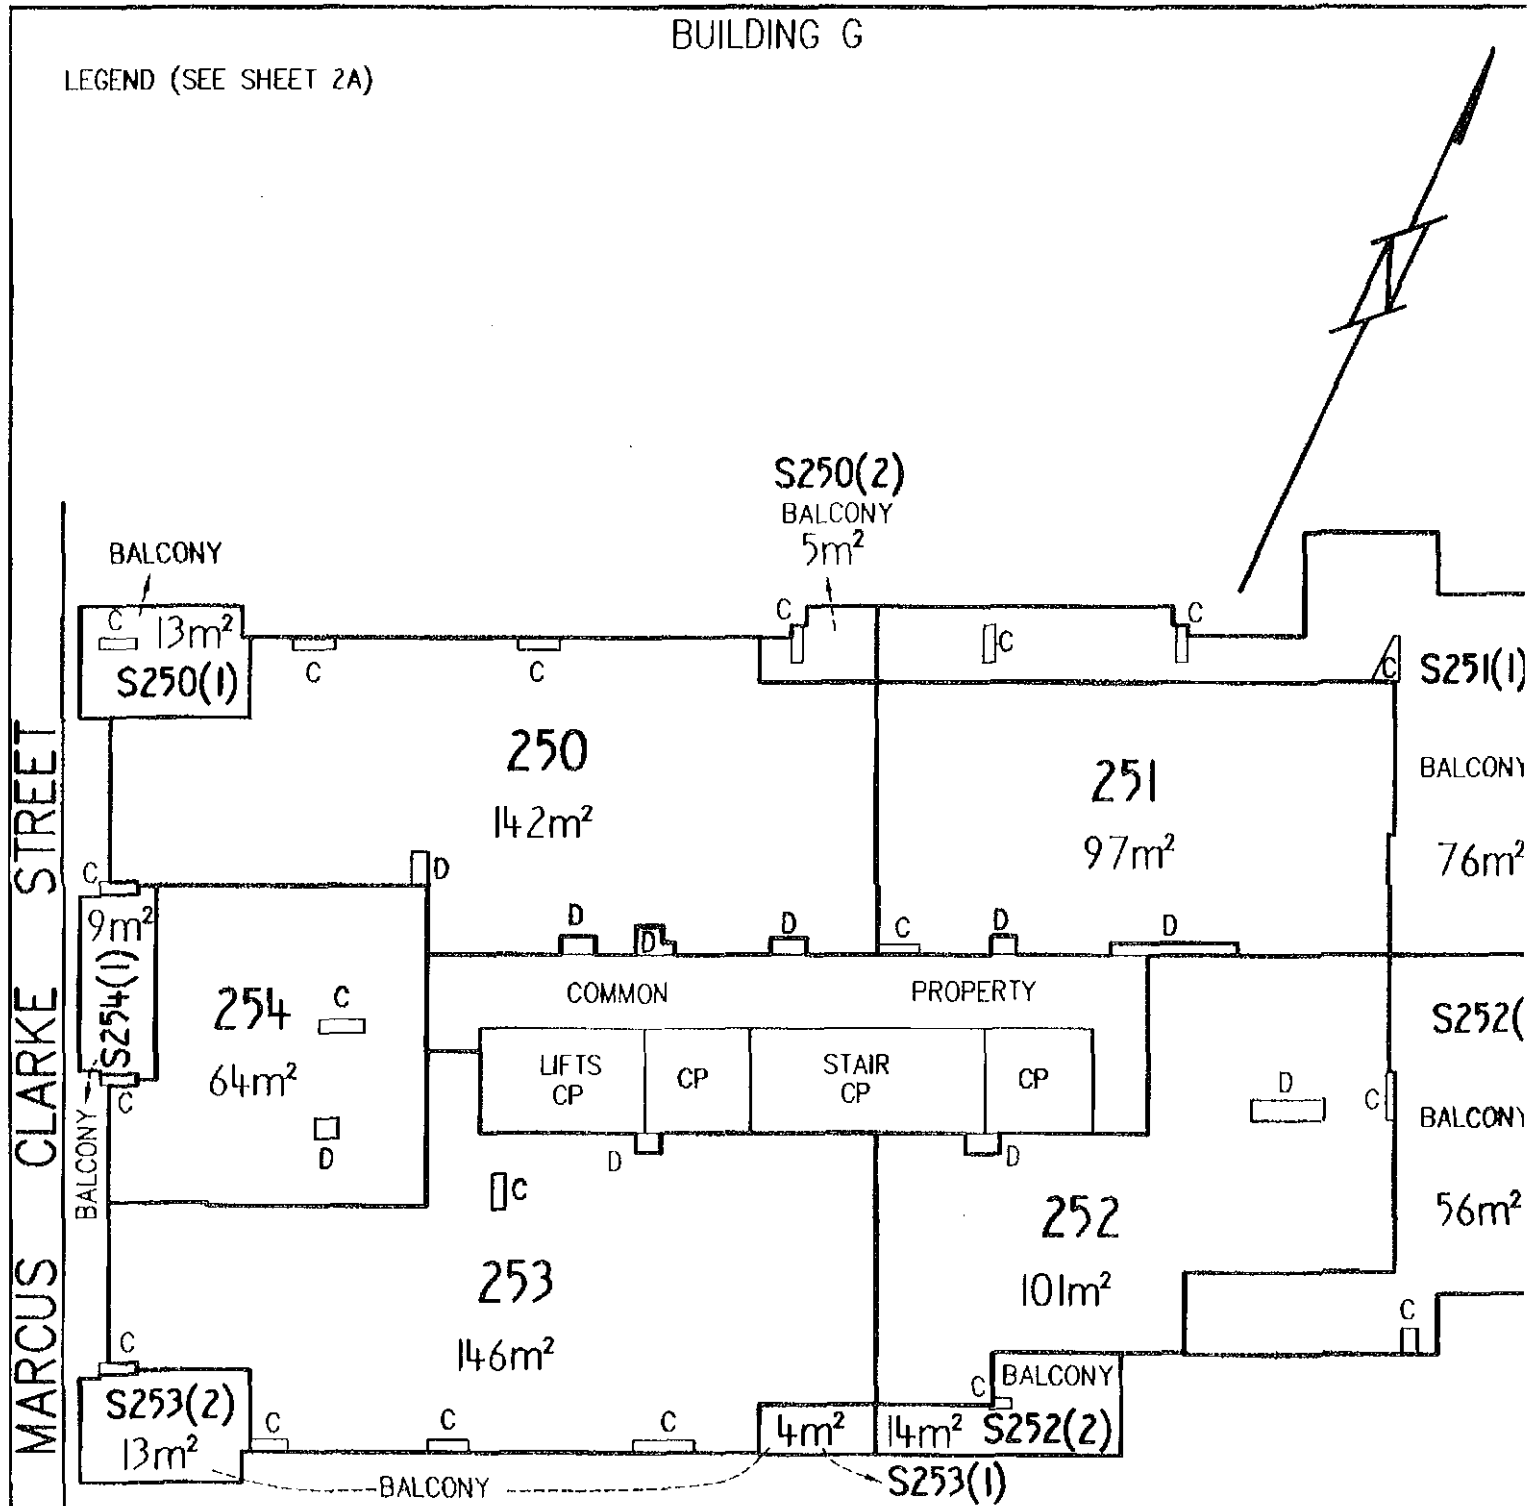 BUILDING G
LEGEND (SEE SHEET 2A)
N
S250(2)
BALCONY
5m²
BALCONY
C
13m²
S250(1)
C
C
C
C
C
C
S251(1)
BALCONY
76m²
250
142m²
251
97m²
MARCUS CLARKE STREET
C
D
D
D
D
C
D
D
9m²
S254(1)
BALCONY
C
254
64m²
C
D
COMMON PROPERTY
LIFTS
CP
CP
STAIR
CP
CP
D
D
C
D
C
S252(
BALCONY
56m²
252
101m²
253
146m²
C
C
S253(2)
13m²
C
C
C
BALCONY
4m²
S253(1)
C
BALCONY
14m² S252(2)